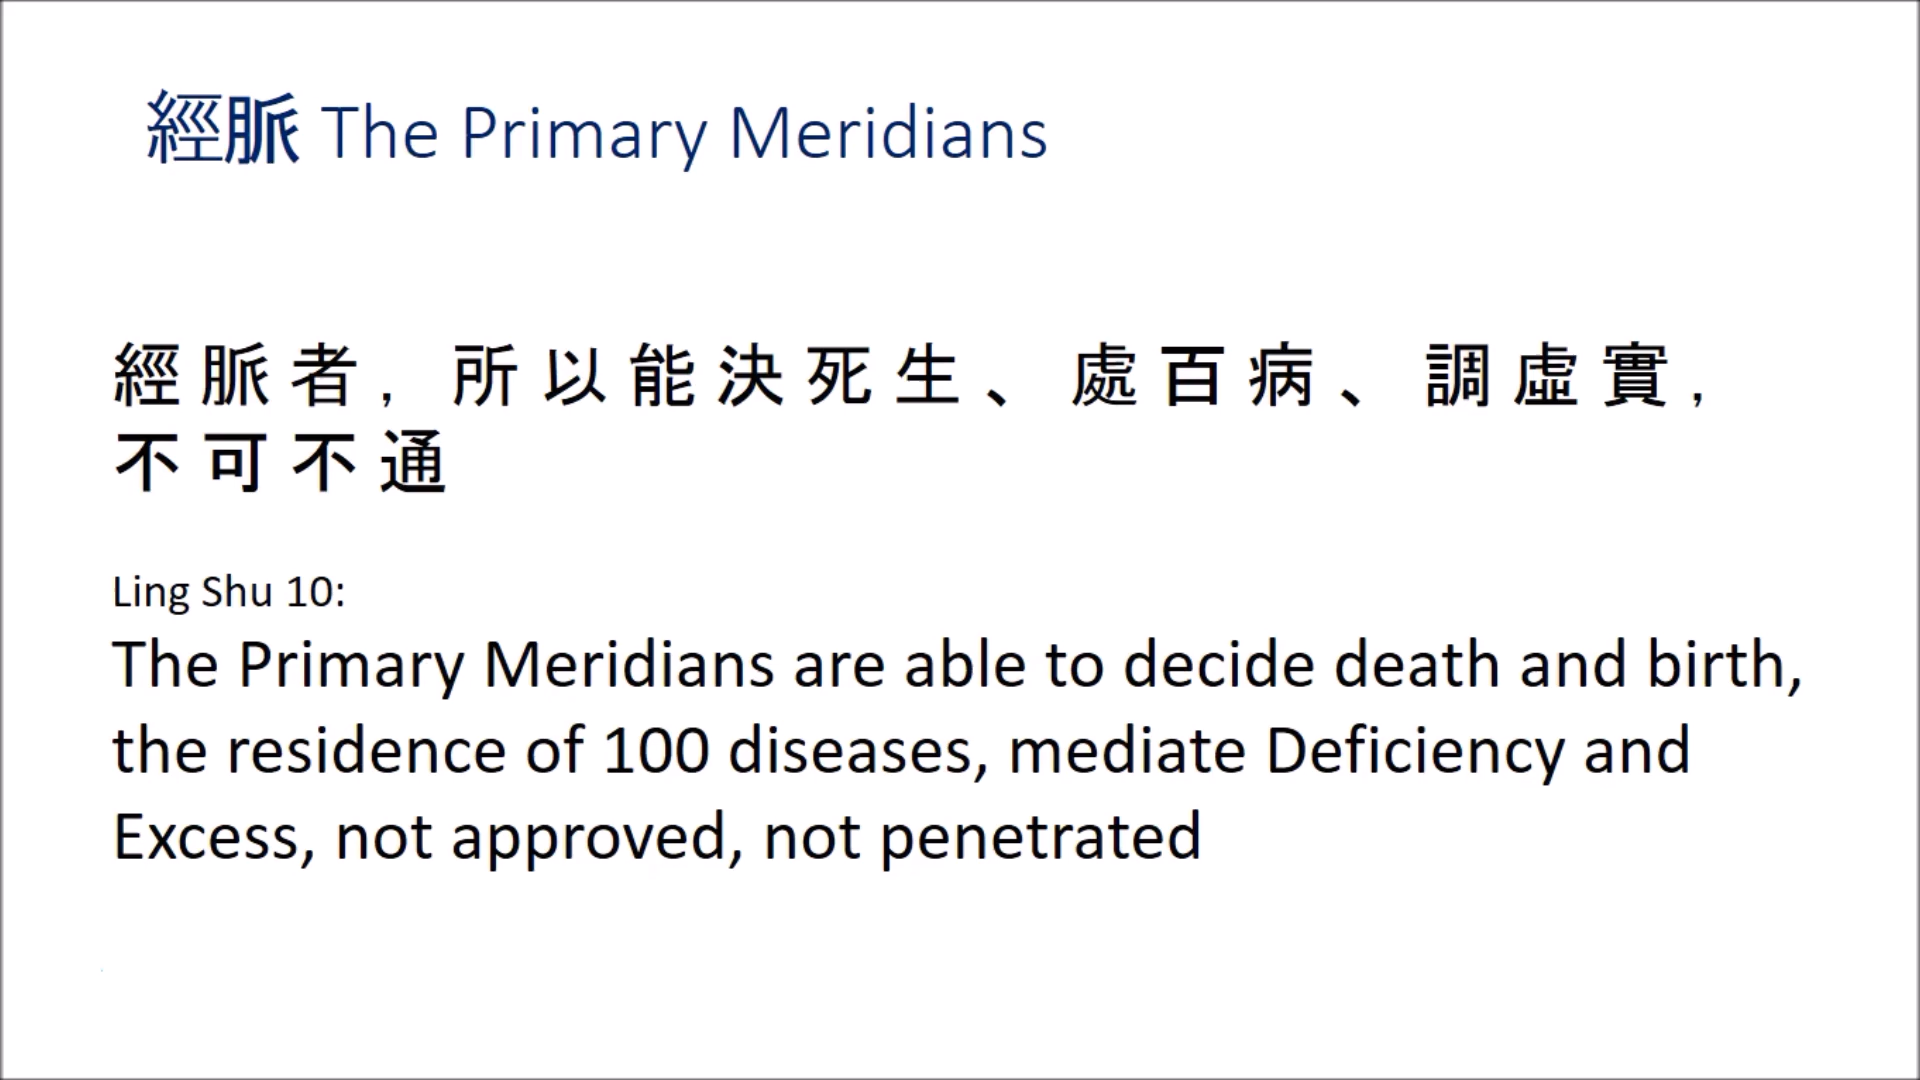 經脈 The Primary Meridians
經脈者, 所以能決死生、處百病、調虛實,
不可不通
Ling Shu 10:
The Primary Meridians are able to decide death and birth,
the residence of 100 diseases, mediate Deficiency and
Excess, not approved, not penetrated